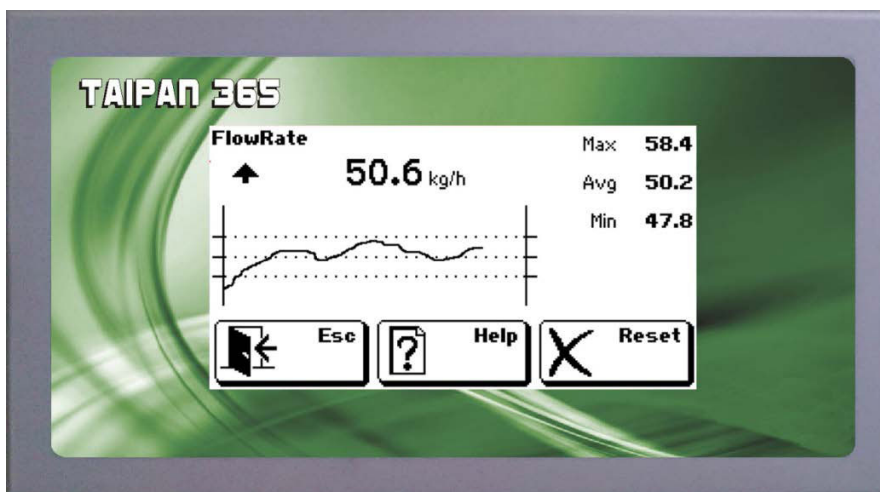 TAIPAN 365
FlowRate
50.6 kg/h
Max 58.4
Avg 50.2
Min 47.8
Esc
Help
Reset